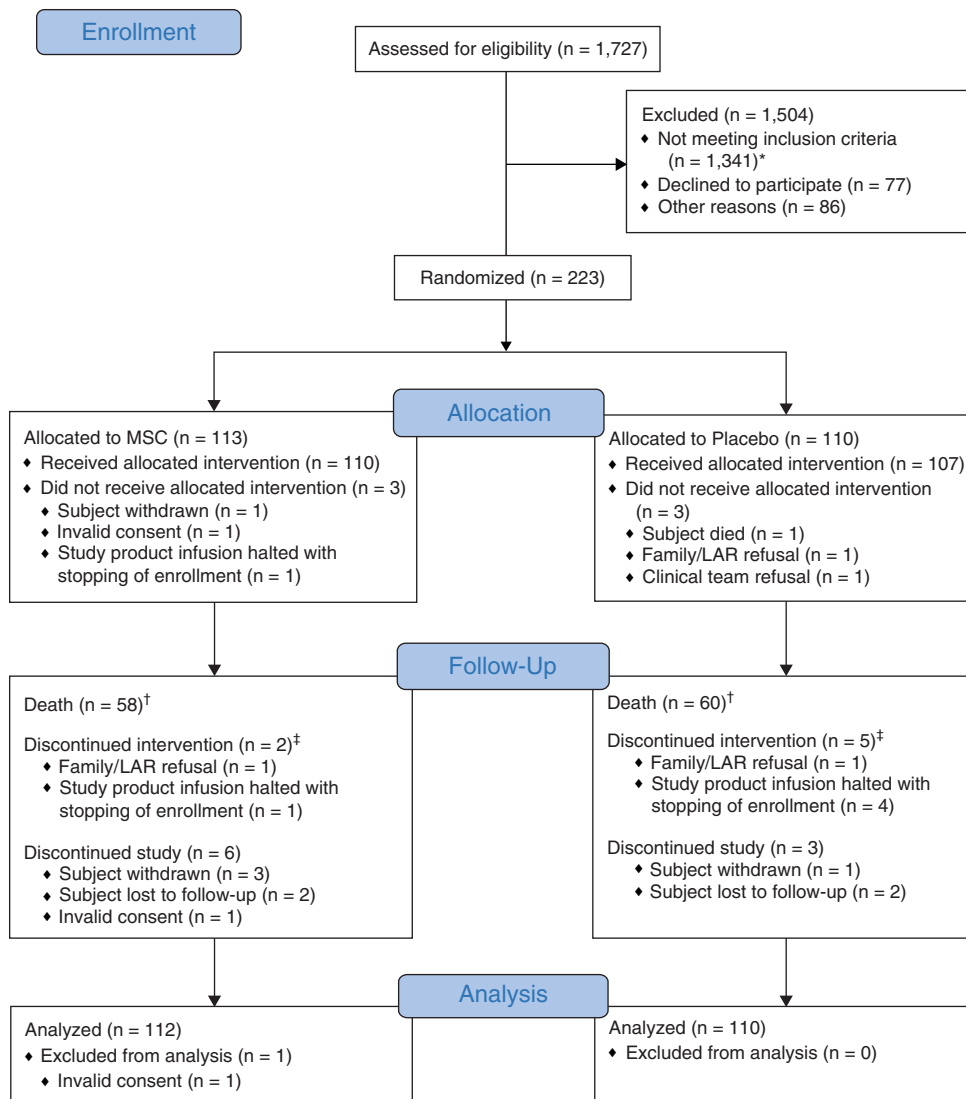 Enrollment
Assessed for eligibility (n = 1,727)
Excluded (n = 1,504)
♦ Not meeting inclusion criteria
(n = 1,341)*
♦ Declined to participate (n = 77)
♦ Other reasons (n = 86)
Randomized (n = 223)
Allocation
Allocated to MSC (n = 113)
♦ Received allocated intervention (n = 110)
♦ Did not receive allocated intervention (n = 3)
♦ Subject withdrawn (n = 1)
♦ Invalid consent (n = 1)
♦ Study product infusion halted with
stopping of enrollment (n = 1)
Allocated to Placebo (n = 110)
♦ Received allocated intervention (n = 107)
♦ Did not receive allocated intervention
(n = 3)
♦ Subject died (n = 1)
♦ Family/LAR refusal (n = 1)
♦ Clinical team refusal (n = 1)
Follow-Up
Death (n = 58)†
Discontinued intervention (n = 2)‡
♦ Family/LAR refusal (n = 1)
♦ Study product infusion halted with
stopping of enrollment (n = 1)
Discontinued study (n = 6)
♦ Subject withdrawn (n = 3)
♦ Subject lost to follow-up (n = 2)
♦ Invalid consent (n = 1)
Death (n = 60)†
Discontinued intervention (n = 5)‡
♦ Family/LAR refusal (n = 1)
♦ Study product infusion halted with
stopping of enrollment (n = 4)
Discontinued study (n = 3)
♦ Subject withdrawn (n = 1)
♦ Subject lost to follow-up (n = 2)
Analysis
Analyzed (n = 112)
♦ Excluded from analysis (n = 1)
♦ Invalid consent (n = 1)
Analyzed (n = 110)
♦ Excluded from analysis (n = 0)